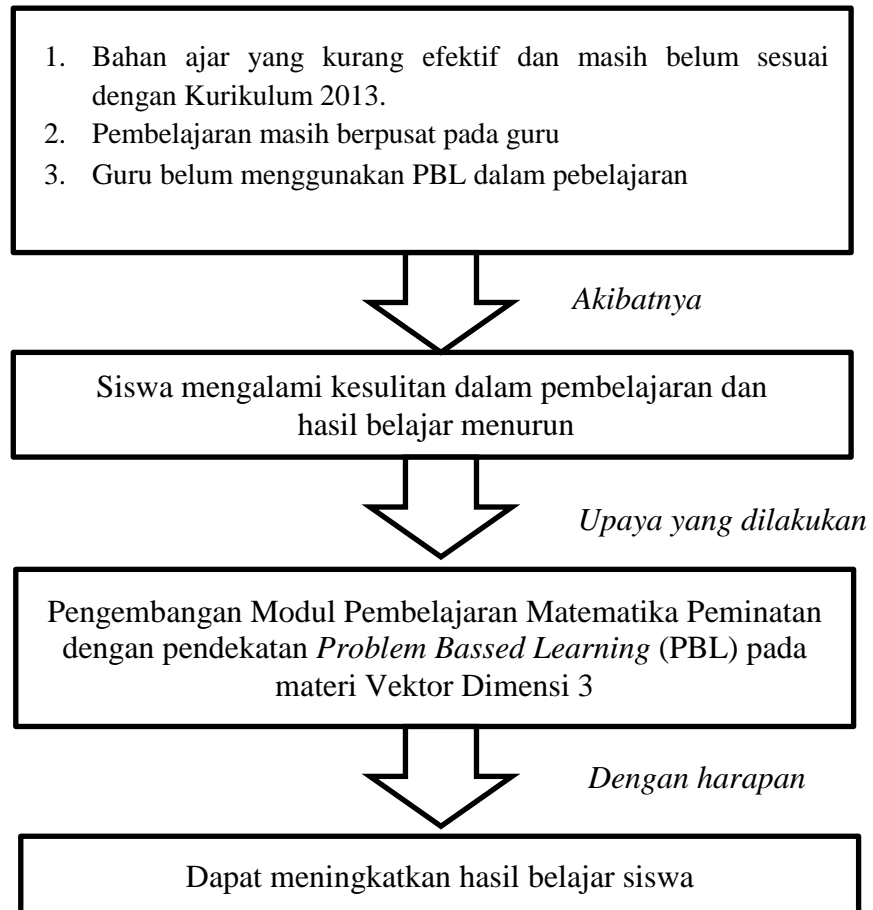 1. Bahan ajar yang kurang efektif dan masih belum sesuai
dengan Kurikulum 2013.
2. Pembelajaran masih berpusat pada guru
3. Guru belum menggunakan PBL dalam pebelajaran
Akibatnya
Siswa mengalami kesulitan dalam pembelajaran dan
hasil belajar menurun
Upaya yang dilakukan
Pengembangan Modul Pembelajaran Matematika Peminatan
dengan pendekatan Problem Bassed Learning (PBL) pada
materi Vektor Dimensi 3
Dengan harapan
Dapat meningkatkan hasil belajar siswa